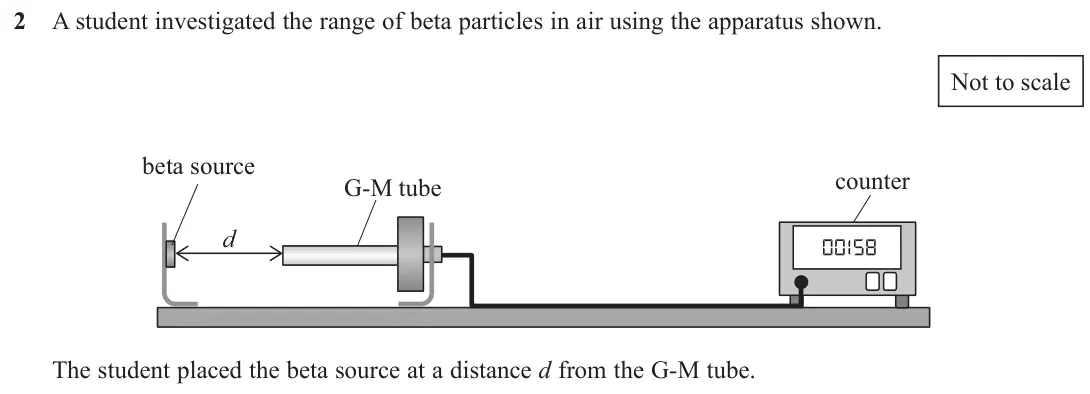 2 A student investigated the range of beta particles in air using the apparatus shown.
Not to scale
beta source
G-M tube
counter
d
00158
The student placed the beta source at a distance d from the G-M tube.